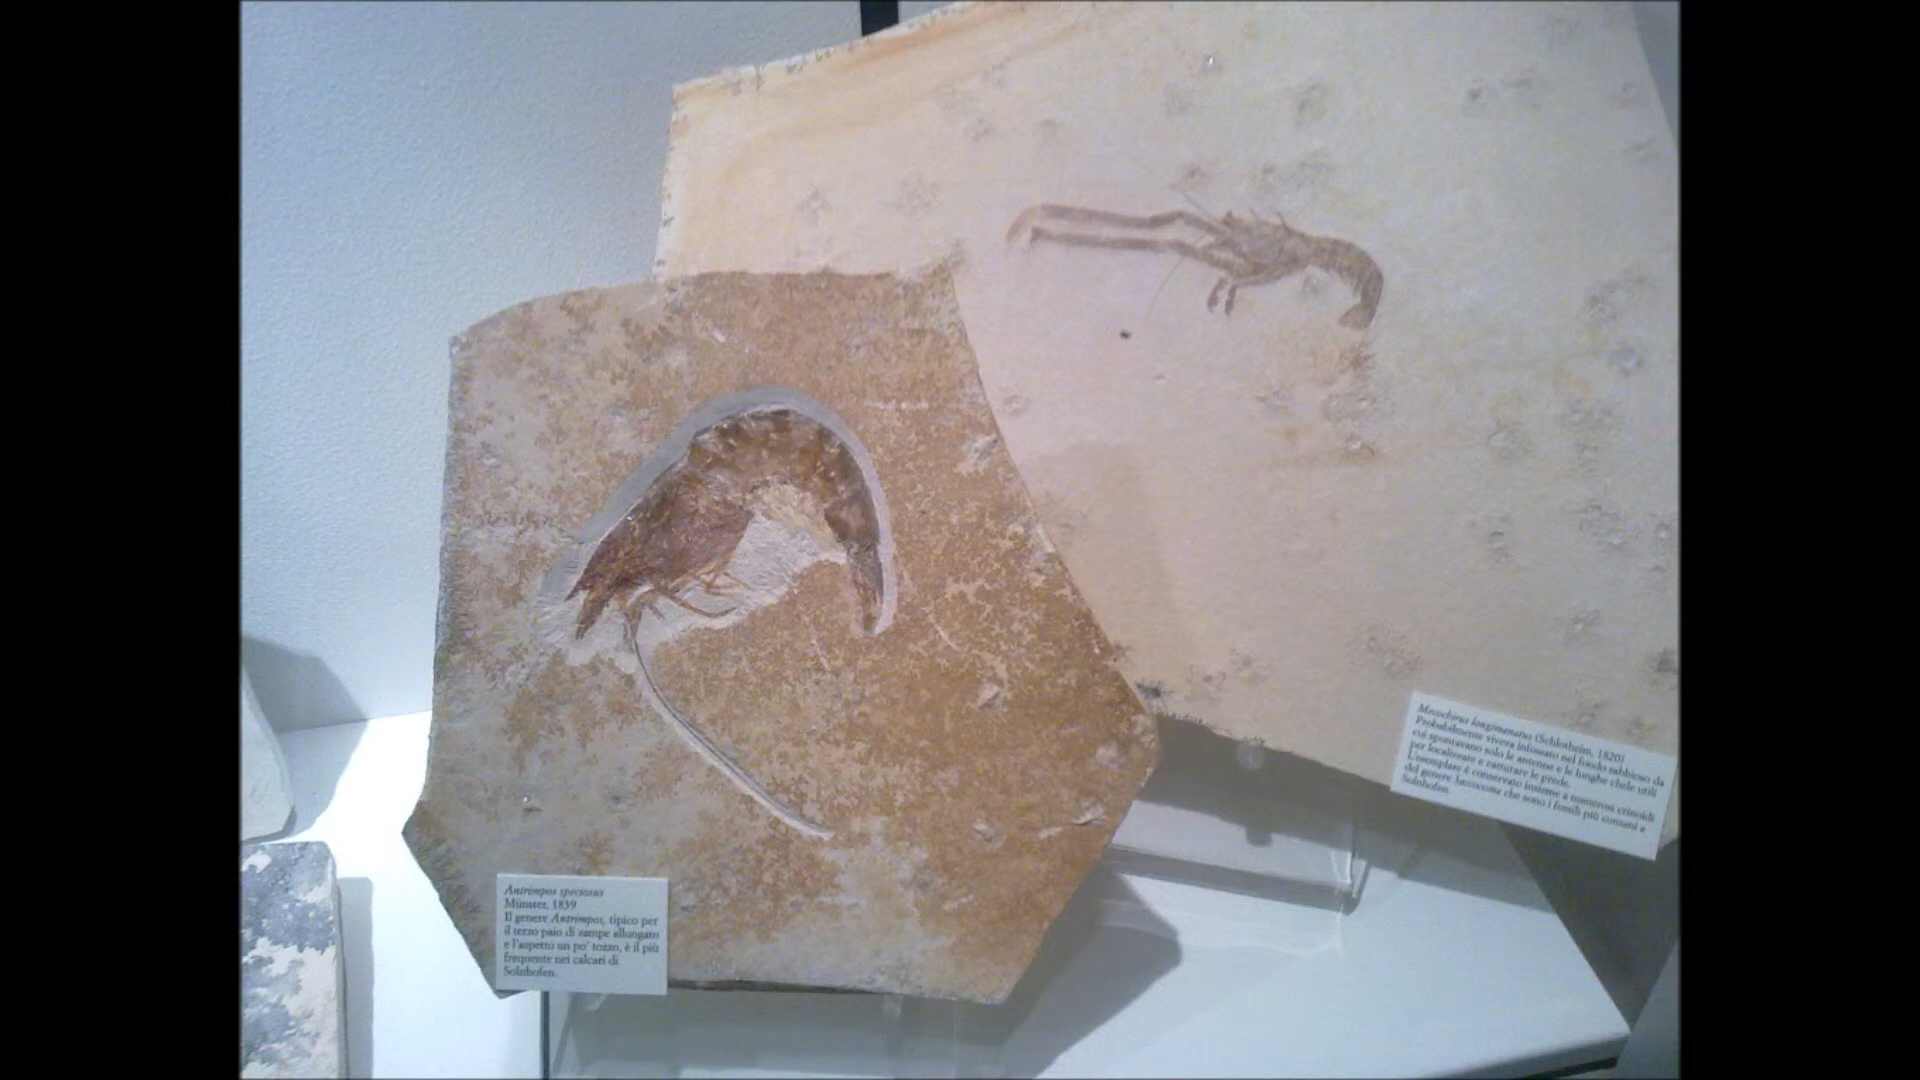 Antrimpos speciosus
Münster, 1839
Il genere Antrimpos, tipico per
il terzo paio di zampe allungato
e l'aspetto un po' tozzo, è il più
frequente nei calcari di
Solnhofen.
Mecochirus longimanatus (Schlotheim, 1820)
Probabilmente viveva infossato nel fondo sabbioso da
cui spuntavano solo le antenne e le lunghe chele utili
per localizzare e catturare le prede.
L'esemplare è conservato insieme a numerosi crinoidi
del genere Saccocoma che sono i fossili più comuni a
Solnhofen.